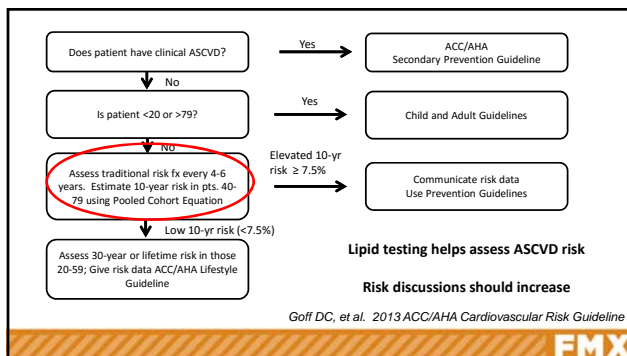 Does patient have clinical ASCVD?
Yes
ACC/AHA
Secondary Prevention Guideline
No
Is patient <20 or >79?
Yes
Child and Adult Guidelines
No
Assess traditional risk fx every 4-6
years. Estimate 10-year risk in pts. 40-
79 using Pooled Cohort Equation
Elevated 10-yr
risk ≥ 7.5%
Communicate risk data
Use Prevention Guidelines
Low 10-yr risk (<7.5%)
Assess 30-year or lifetime risk in those
20-59; Give risk data ACC/AHA Lifestyle
Guideline
Lipid testing helps assess ASCVD risk
Risk discussions should increase
Goff DC, et al. 2013 ACC/AHA Cardiovascular Risk Guideline
FMX